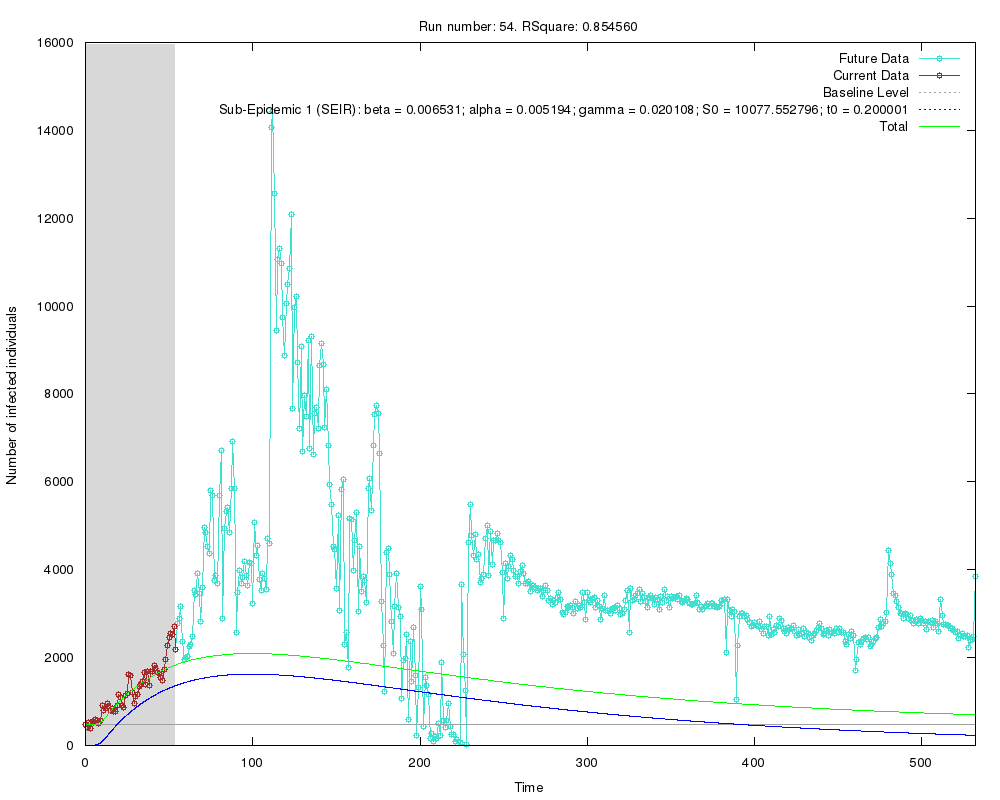 Run number: 54. RSquare: 0.854560
Future Data
Current Data
Baseline Level
Sub-Epidemic 1 (SEIR): beta = 0.006531; alpha = 0.005194; gamma = 0.020108; S0 = 10077.552796; t0 = 0.200001
Total
16000
14000
12000
10000
8000
6000
4000
2000
0
Number of infected individuals
0 100 200 300 400 500
Time